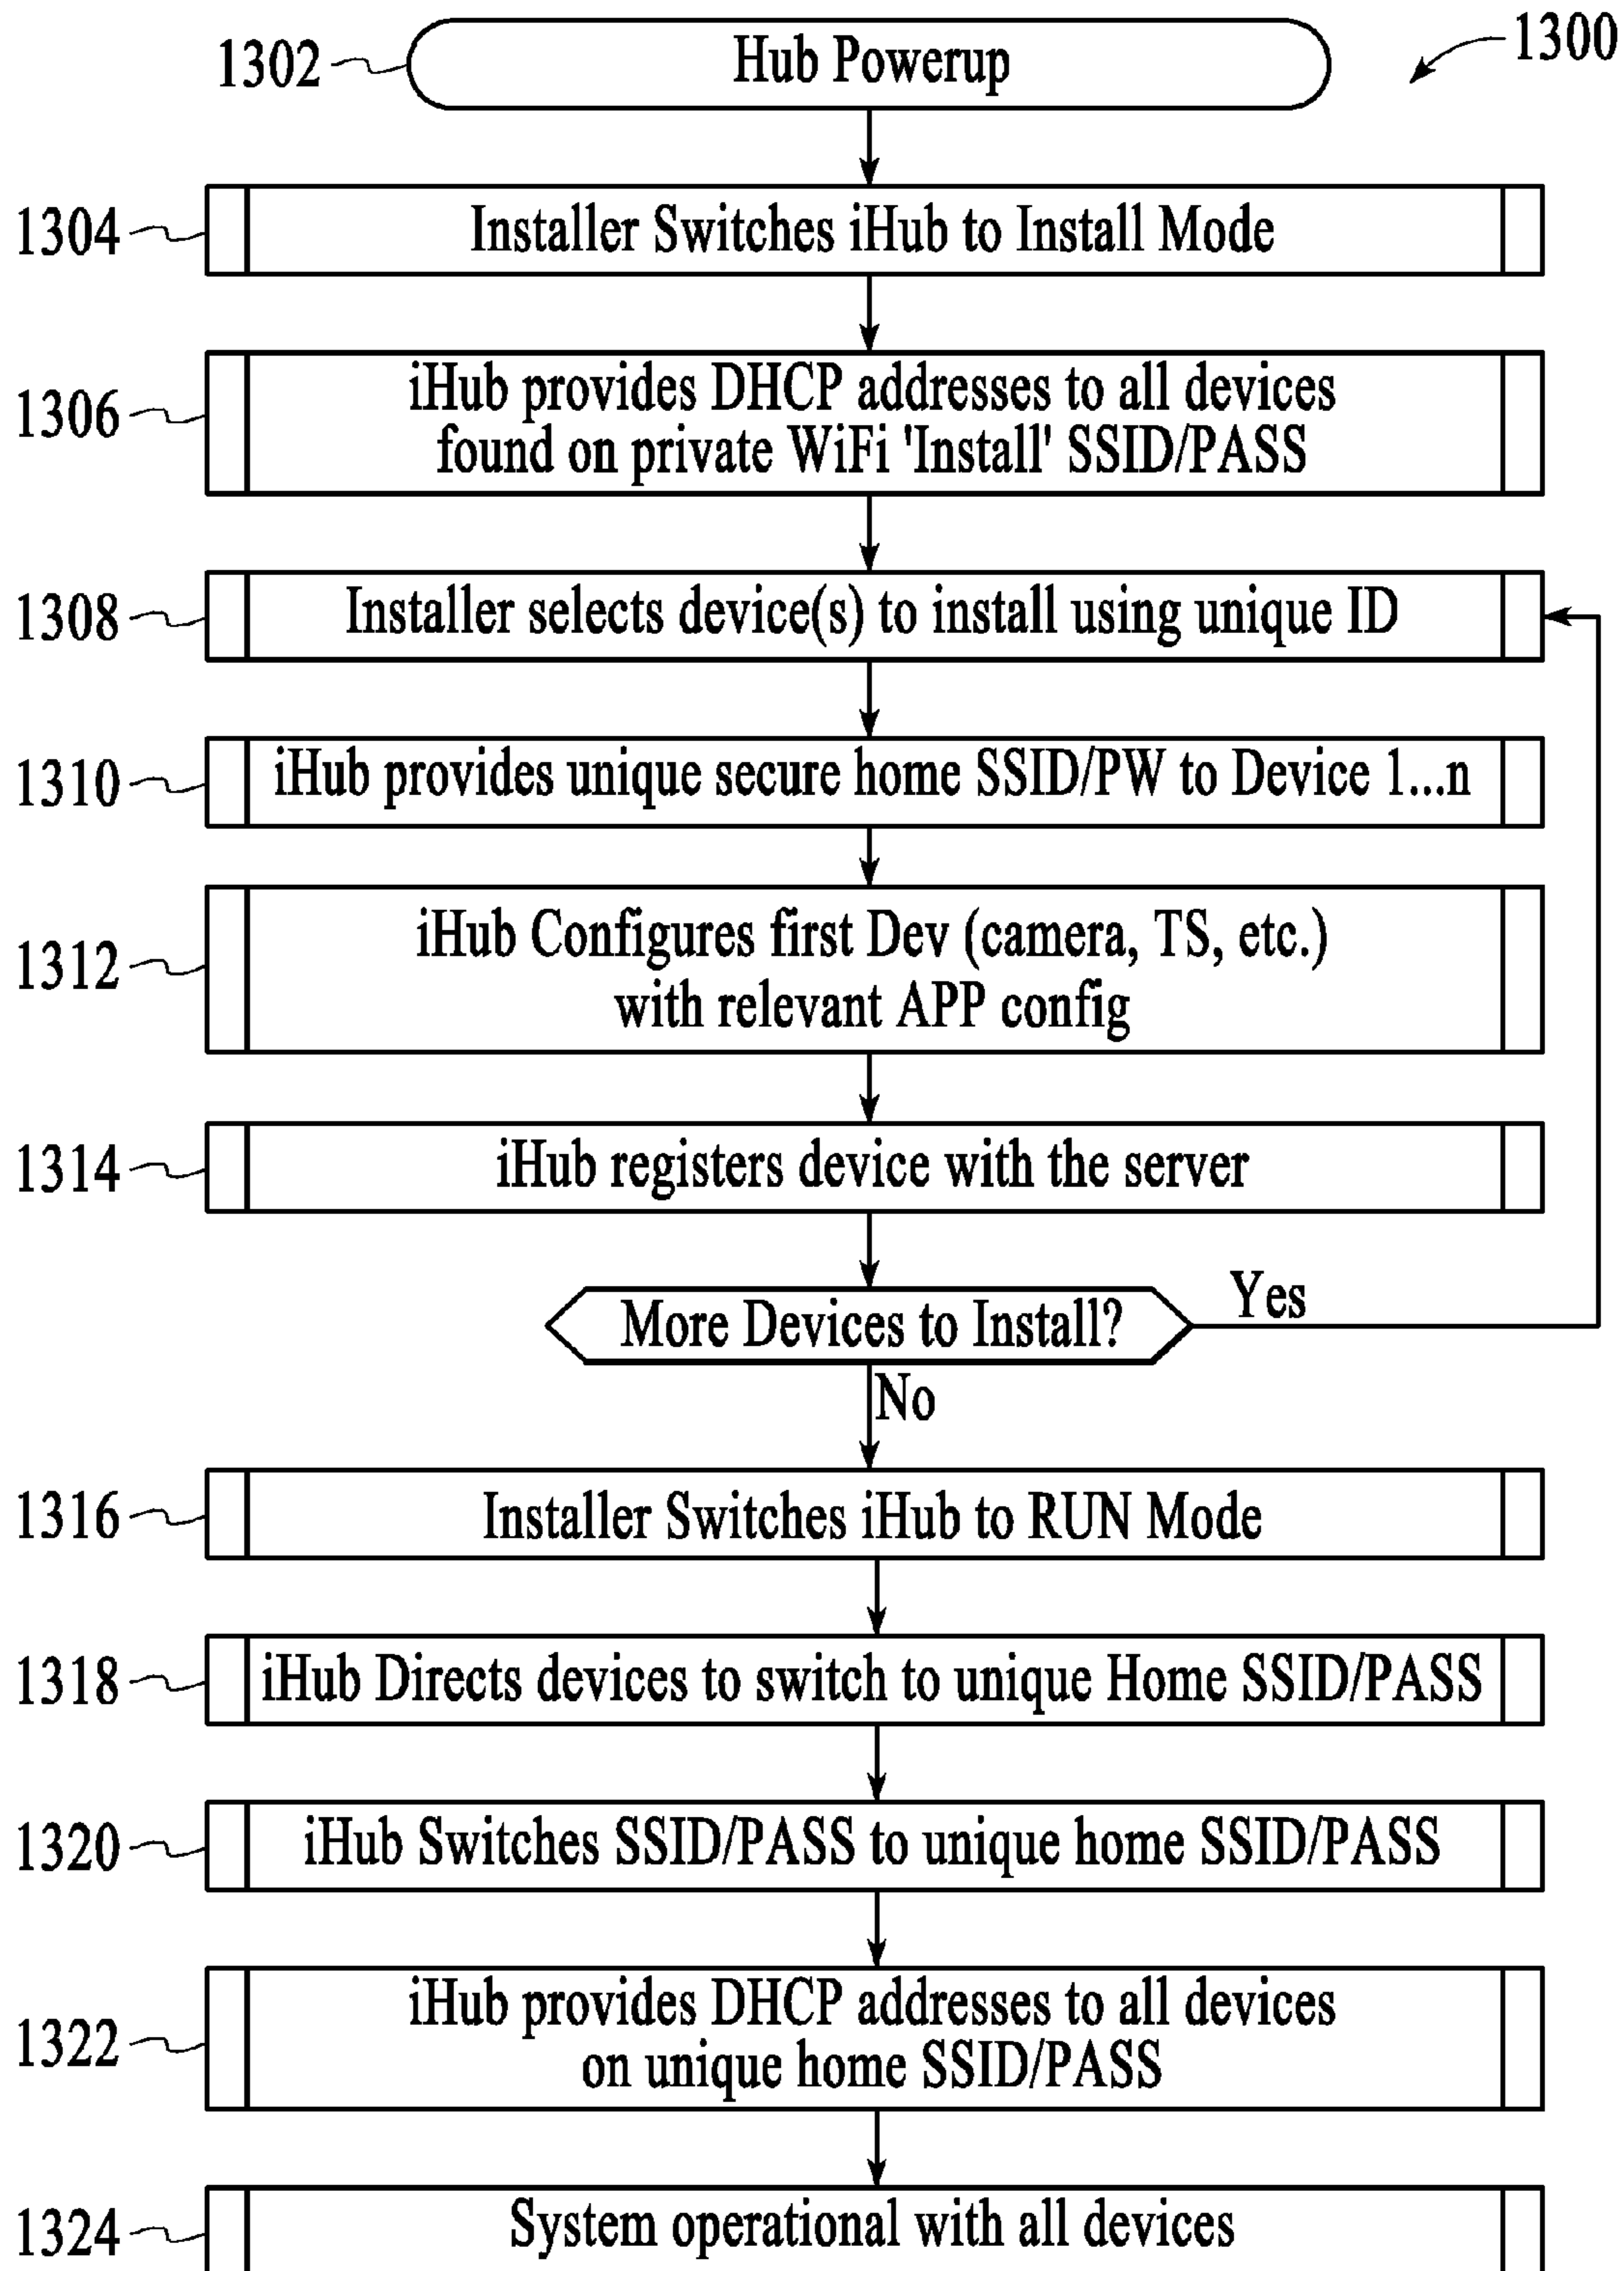 1300
1302 Hub Powerup
1304 Installer Switches iHub to Install Mode
1306 iHub provides DHCP addresses to all devices
found on private WiFi 'Install' SSID/PASS
1308 Installer selects device(s) to install using unique ID
1310 iHub provides unique secure home SSID/PW to Device 1...n
1312 iHub Configures first Dev (camera, TS, etc.)
with relevant APP config
1314 iHub registers device with the server
More Devices to Install? Yes
No
1316 Installer Switches iHub to RUN Mode
1318 iHub Directs devices to switch to unique Home SSID/PASS
1320 iHub Switches SSID/PASS to unique home SSID/PASS
1322 iHub provides DHCP addresses to all devices
on unique home SSID/PASS
1324 System operational with all devices